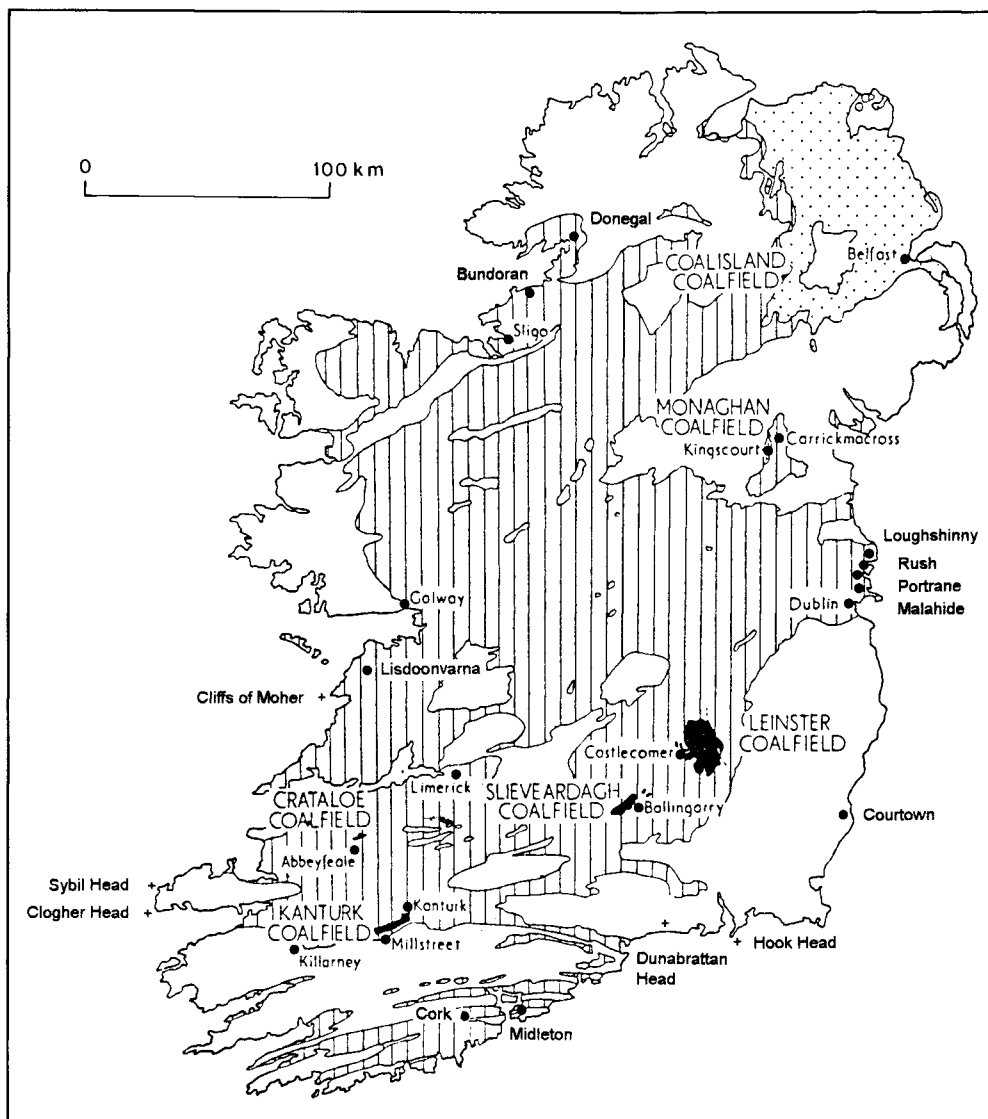 0
100 km
Donegal
Bundoran
COALISLAND
COALFIELD
Belfast
Sligo
MONAGHAN
COALFIELD
Carrickmacross
Kingscourt
Loughshinny
Rush
Portrane
Malahide
Dublin
Galway
Lisdoonvarna
Cliffs of Moher
LEINSTER
COALFIELD
Castlecomer
Limerick
SLIEVEARDAGH
COALFIELD
Ballingarry
CRATALOE
COALFIELD
Courtown
Abbeyfeale
Sybil Head
Clogher Head
Kanturk
KANTURK
COALFIELD
Millstreet
Hook Head
Killarney
Dunabrattan
Head
Cork
Midleton